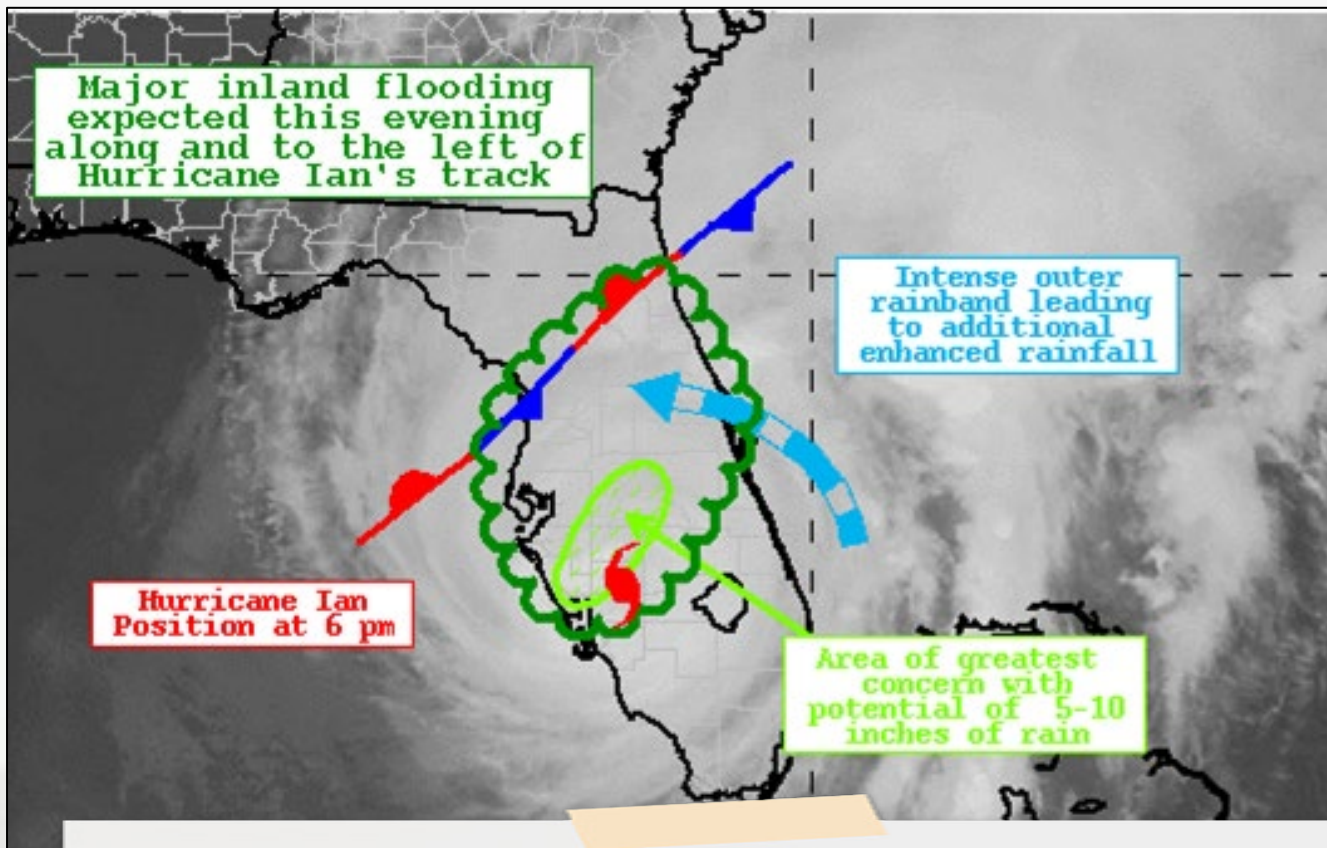 Major inland flooding
expected this evening
along and to the left of
Hurricane Ian's track
Intense outer
rainband leading
to additional
enhanced rainfall
Hurricane Ian
Position at 6 pm
Area of greatest
concern with
potential of 5-10
inches of rain